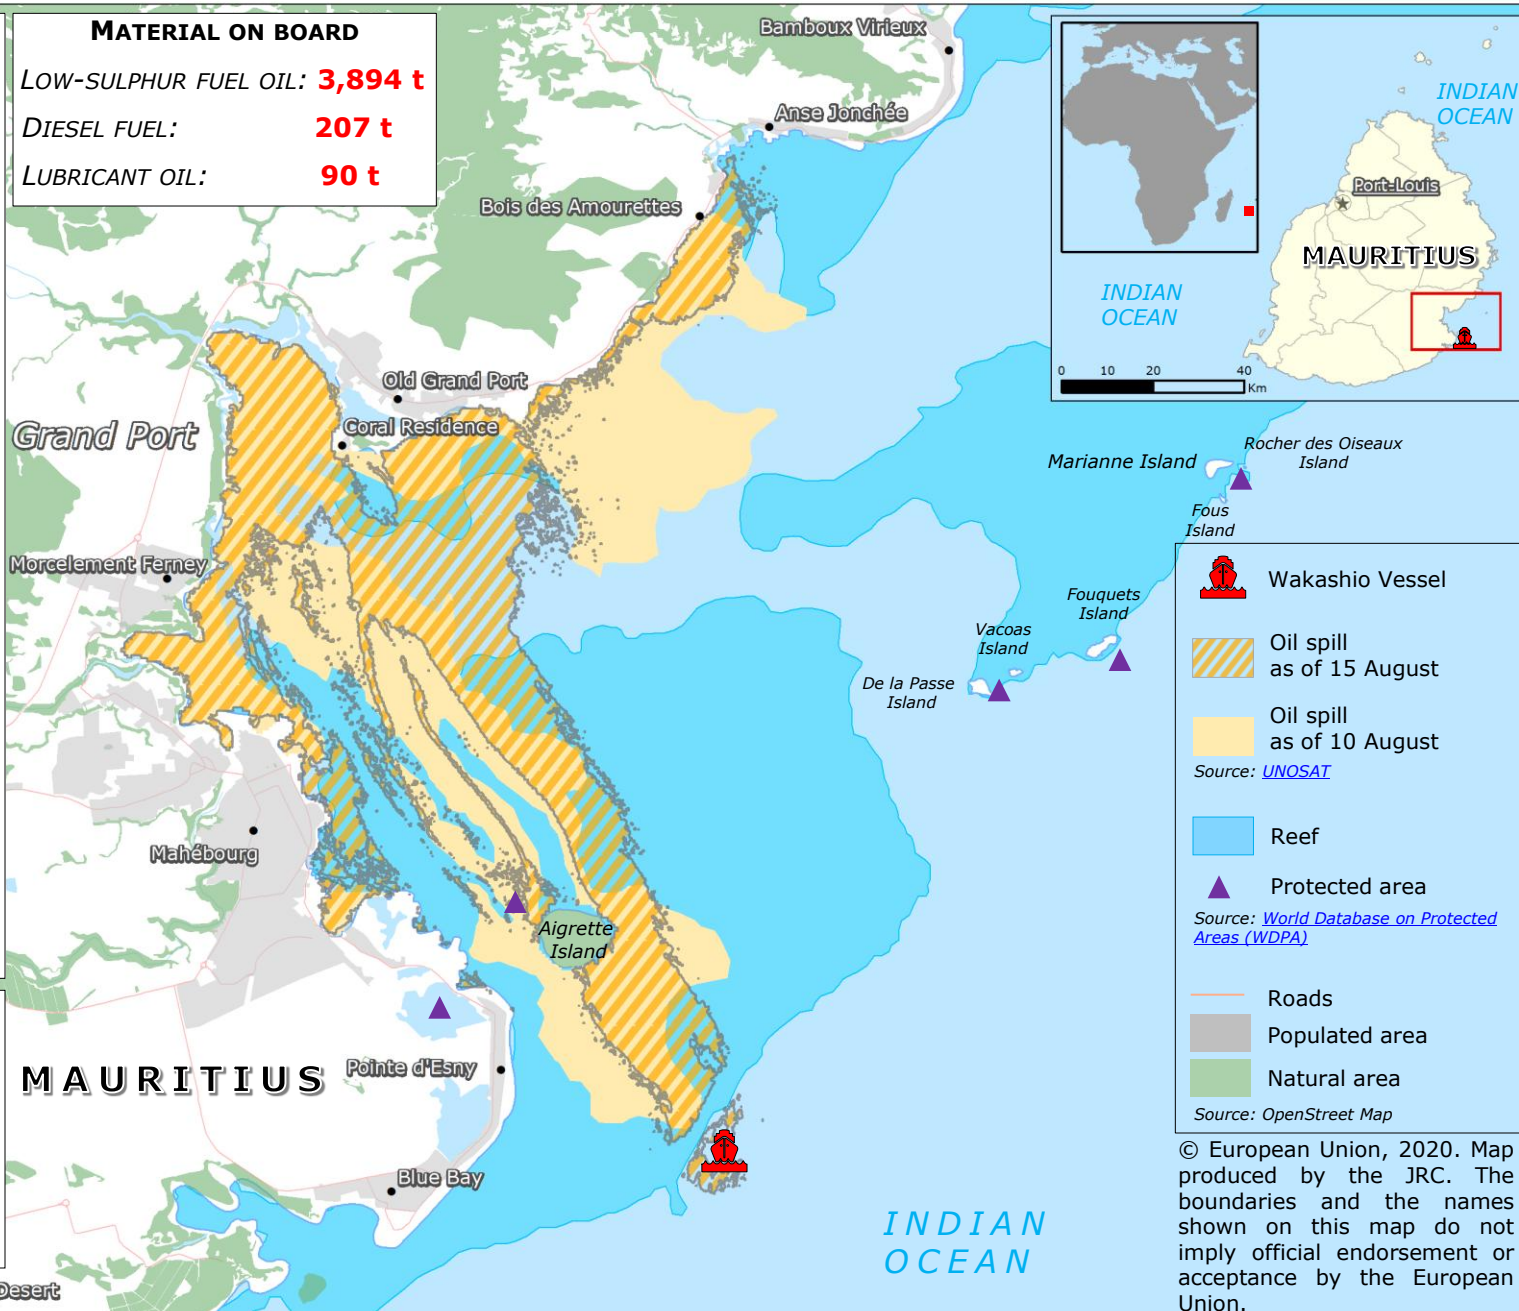 MATERIAL ON BOARD
LOW-SULPHUR FUEL OIL: 3,894 t
DIESEL FUEL: 207 t
LUBRICANT OIL: 90 t
Bamboux Virieux
Anse Jonchée
Bois des Amourettes
Old Grand Port
Coral Residence
Grand Port
Morcelement Ferney
Mahébourg
Aigrette
Island
MAURITIUS
Pointe d'Esny
Blue Bay
Desert
INDIAN
OCEAN
Port-Louis
MAURITIUS
INDIAN
OCEAN
0 10 20 40
Km
Marianne Island
Rocher des Oiseaux
Island
Fous
Island
Fouquets
Island
Vacoas
Island
De la Passe
Island
Wakashio Vessel
Oil spill
as of 15 August
Oil spill
as of 10 August
Source: UNOSAT
Reef
Protected area
Source: World Database on Protected
Areas (WDPA)
Roads
Populated area
Natural area
Source: OpenStreet Map
INDIAN
OCEAN
© European Union, 2020. Map
produced by the JRC. The
boundaries and the names
shown on this map do not
imply official endorsement or
acceptance by the European
Union.